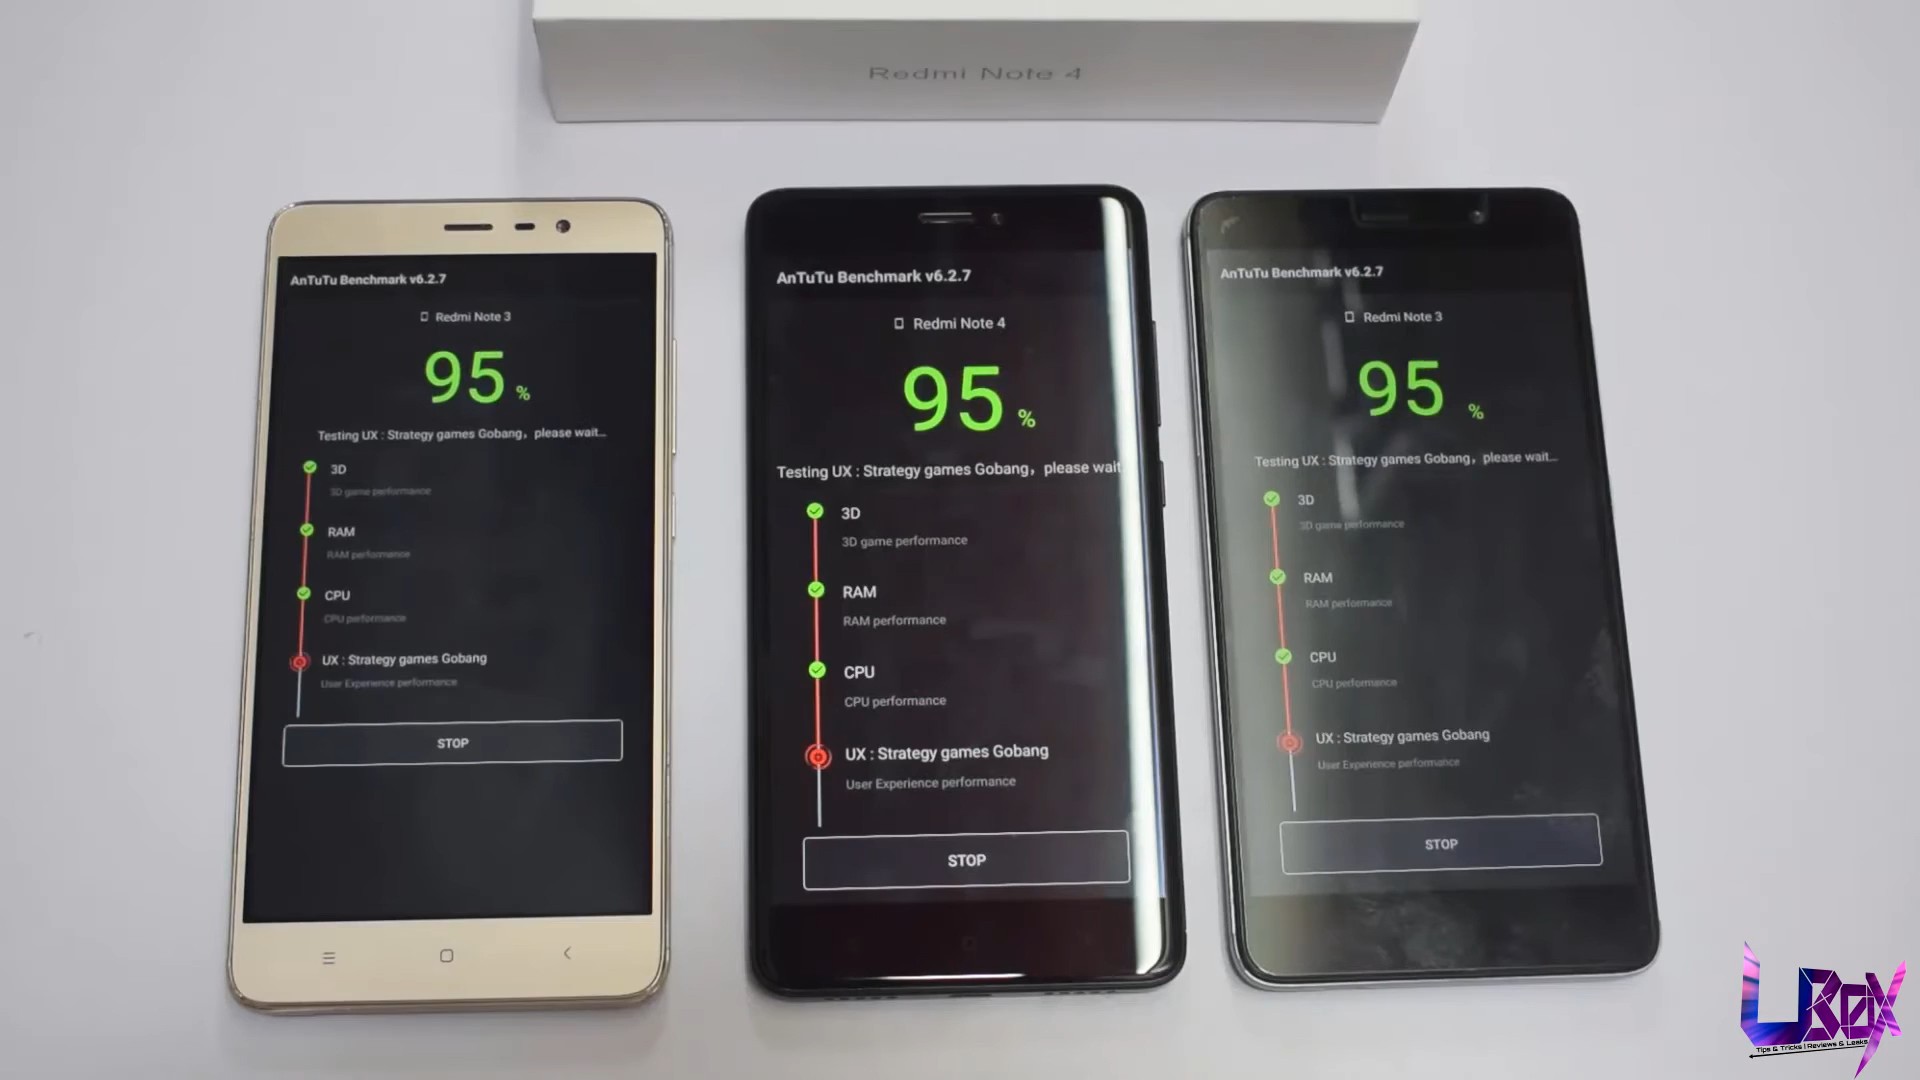 Redmi Note 4
AnTuTu Benchmark v6.2.7
Redmi Note 3
95 %
Testing UX : Strategy games Gobang, please wait...
3D
3D game performance
RAM
RAM performance
CPU
CPU performance
UX : Strategy games Gobang
User Experience performance
STOP
AnTuTu Benchmark v6.2.7
Redmi Note 4
95 %
Testing UX : Strategy games Gobang, please wait
3D
3D game performance
RAM
RAM performance
CPU
CPU performance
UX : Strategy games Gobang
User Experience performance
STOP
AnTuTu Benchmark v6.2.7
Redmi Note 3
95 %
Testing UX : Strategy games Gobang, please wait...
3D
3D game performance
RAM
RAM performance
CPU
CPU performance
UX : Strategy games Gobang
User Experience performance
STOP
UBOX
Tips & Tricks | Reviews & Leaks